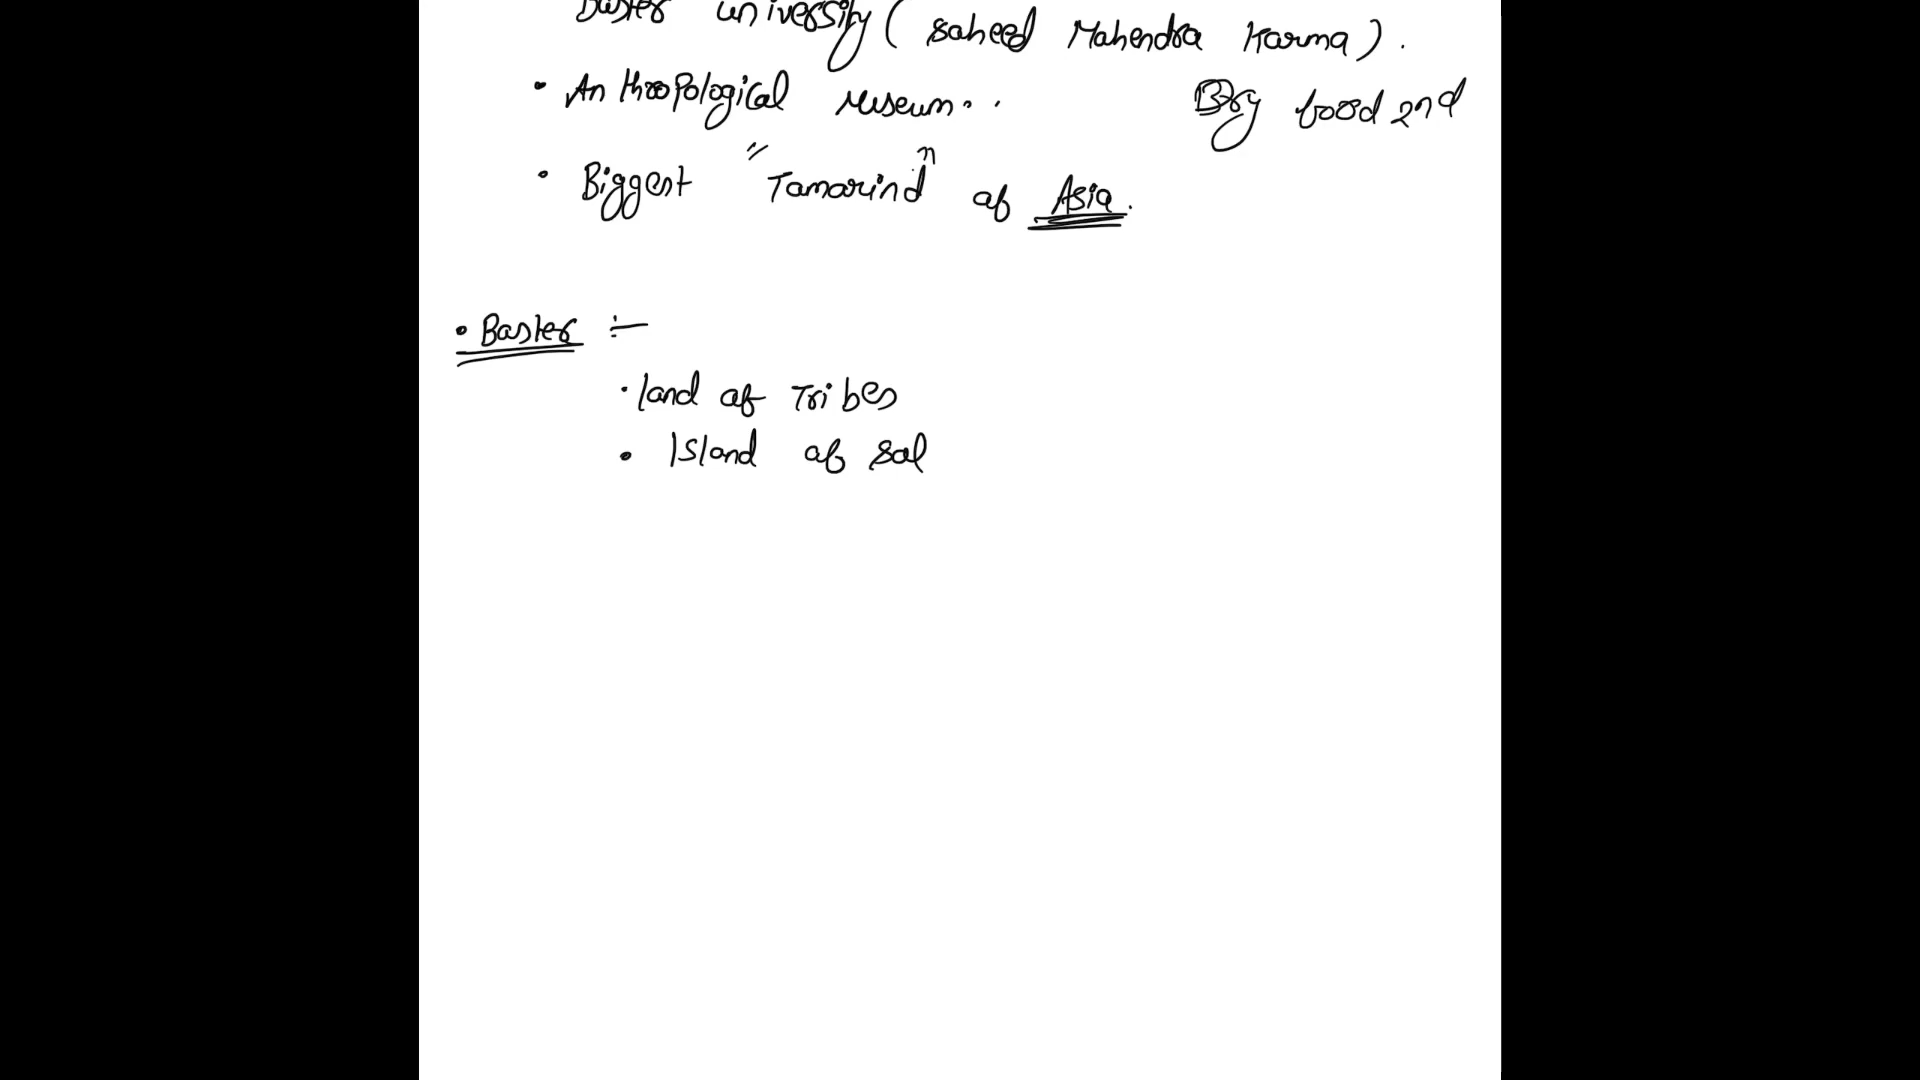 Baster university ( Saheed Mahendra Karma ) .
• Anthropological Museum . .
Dry food 2nd
• Biggest "Tamarind" of Asia .
• Baster :-
• land of Tribes
• Island of Sal